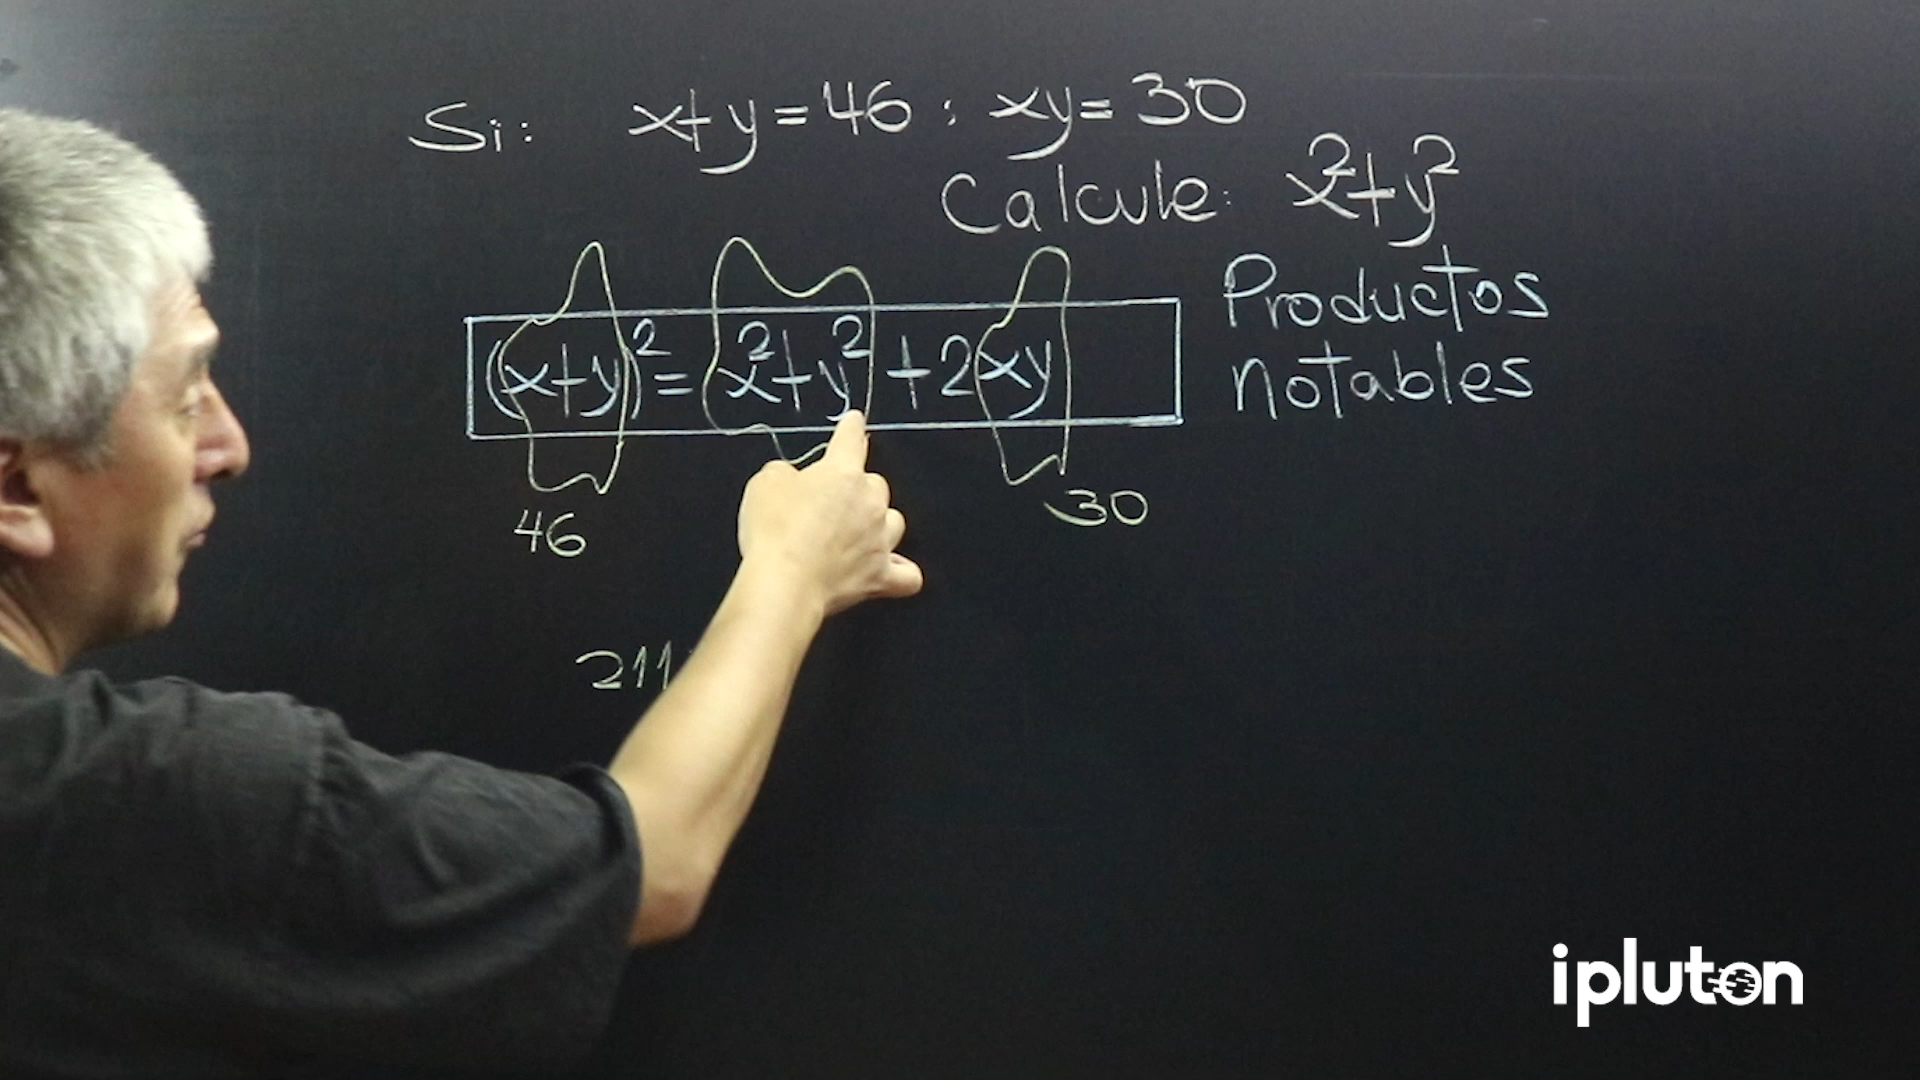 Si: x+y=46 ; xy=30
Calcule: x²+y²
Productos
notables
(x+y)²=x²+y²+2xy
46
30
211
ipluton